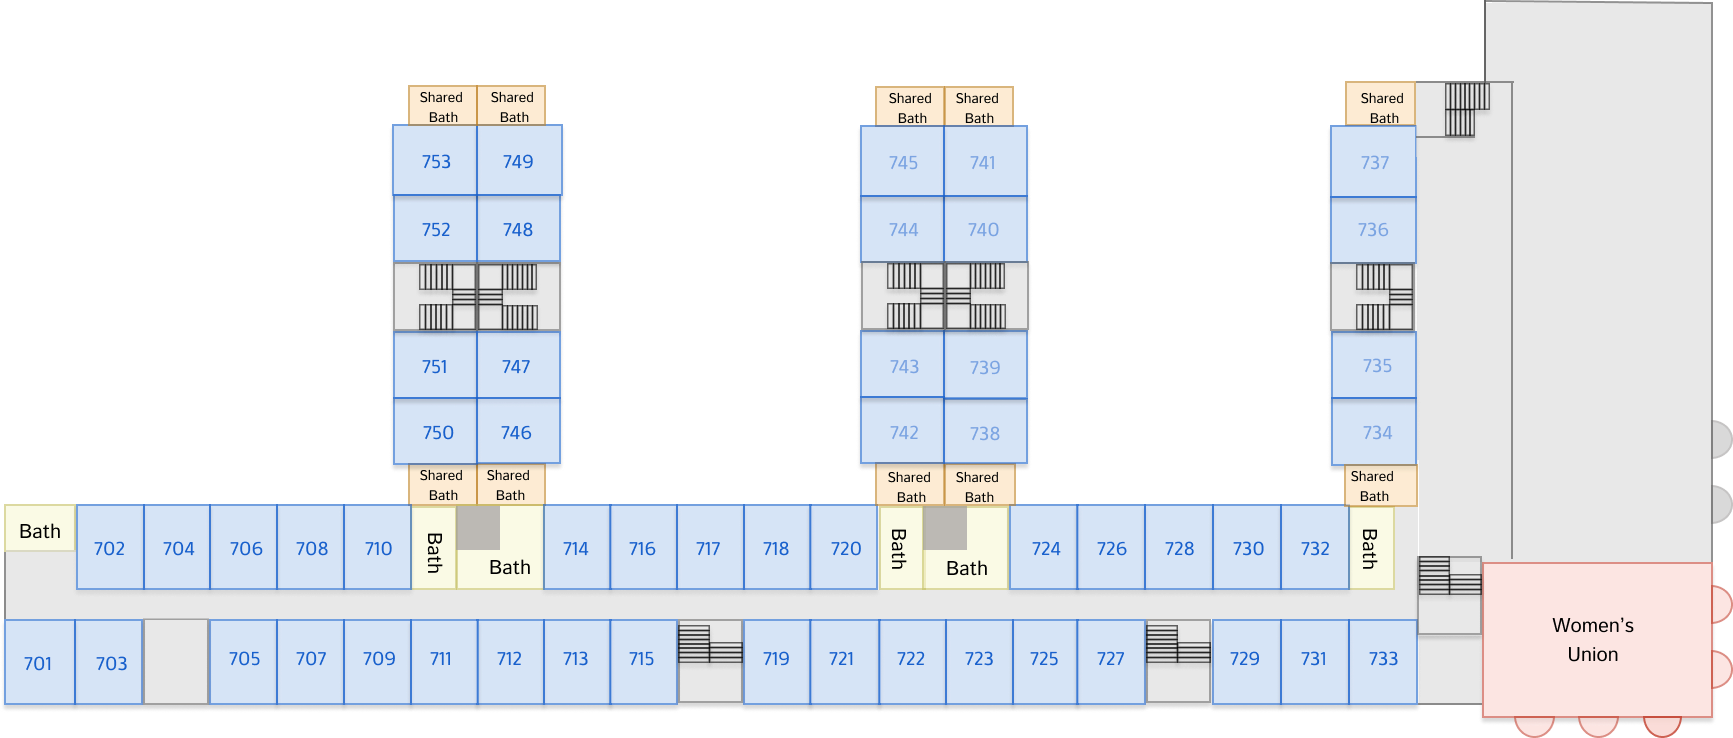 Shared Shared Shared Shared Shared
Bath Bath Bath Bath Bath
753 749 745 741 737
752 748 744 740 736
751 747 743 739 735
750 746 742 738 734
Shared Shared Shared Shared Shared
Bath Bath Bath Bath Bath
Bath 702 704 706 708 710 Bath Bath 714 716 717 718 720 Bath Bath 724 726 728 730 732 Bath
701 703 705 707 709 711 712 713 715 719 721 722 723 725 727 729 731 733
Women's
Union